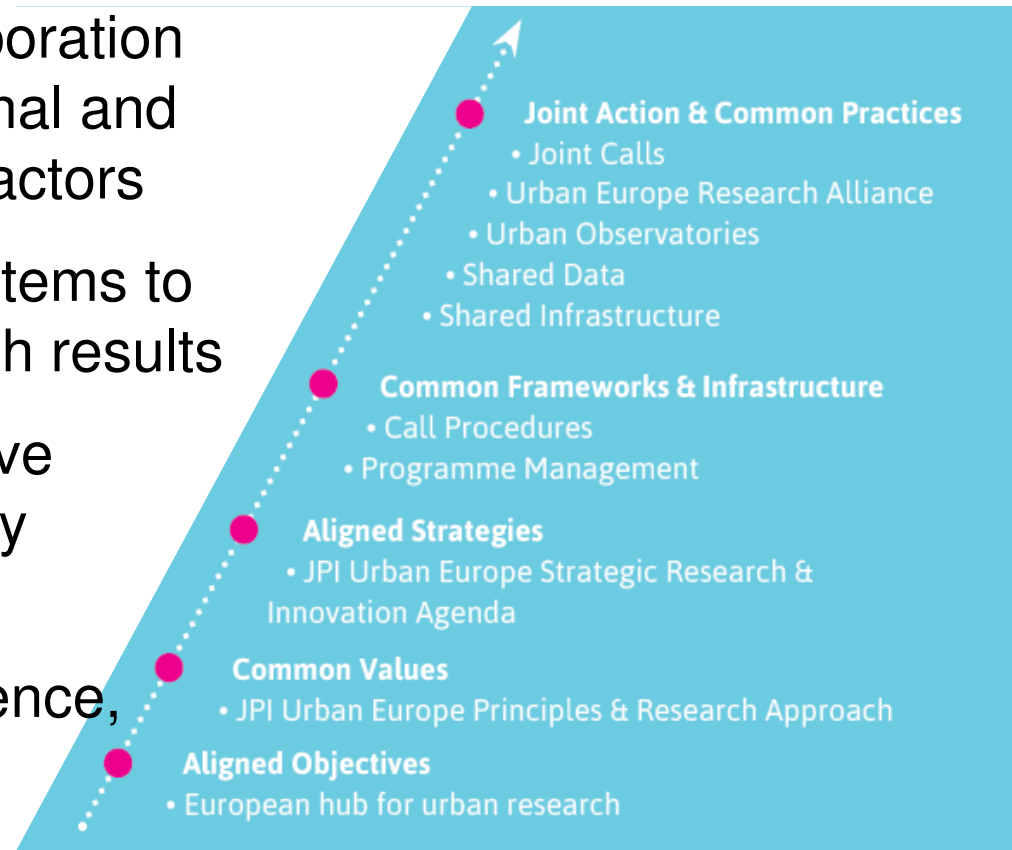 oration
nal and
actors
tems to
h results
ve
y
ence,
Joint Action & Common Practices
• Joint Calls
• Urban Europe Research Alliance
• Urban Observatories
• Shared Data
• Shared Infrastructure
Common Frameworks & Infrastructure
• Call Procedures
• Programme Management
Aligned Strategies
• JPI Urban Europe Strategic Research &
Innovation Agenda
Common Values
• JPI Urban Europe Principles & Research Approach
Aligned Objectives
• European hub for urban research